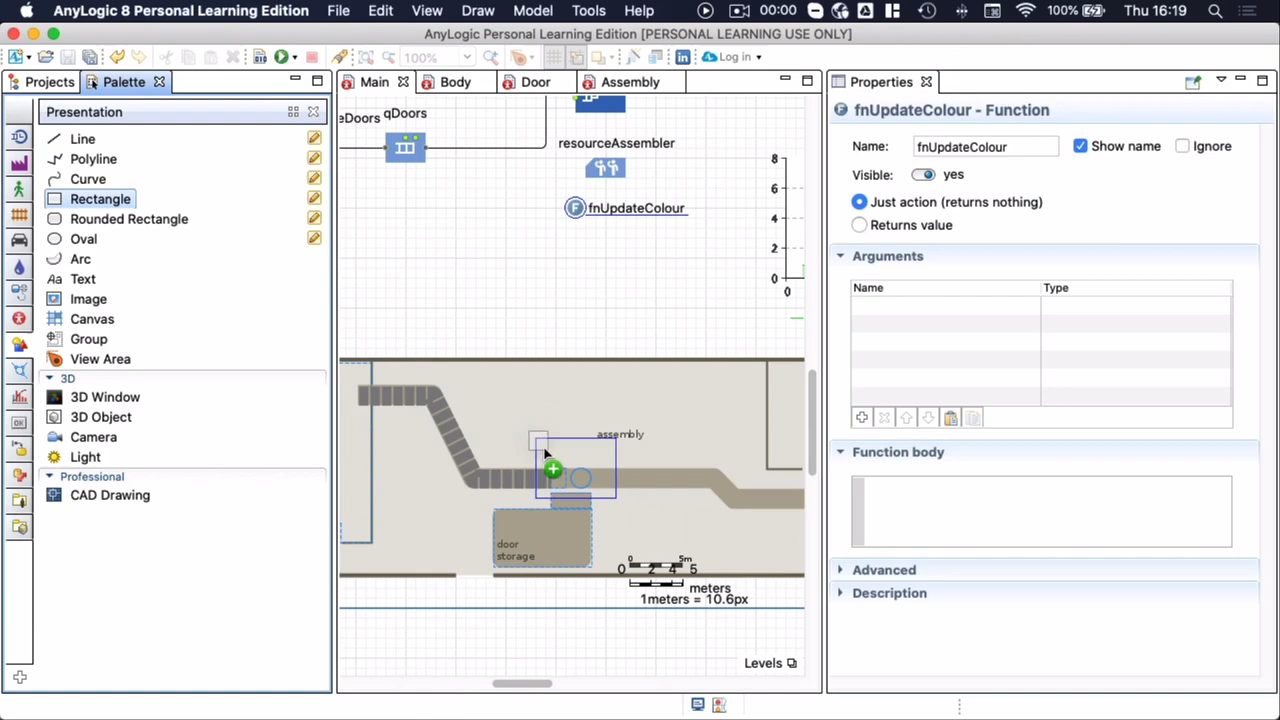 AnyLogic 8 Personal Learning Edition File Edit View Draw Model Tools Help 00:00 100% Thu 16:19
AnyLogic Personal Learning Edition [PERSONAL LEARNING USE ONLY]
100% Log in
Projects Palette Main Body Door Assembly Properties
Presentation
Line
Polyline
Curve
Rectangle
Rounded Rectangle
Oval
Arc
Text
Image
Canvas
Group
View Area
3D
3D Window
3D Object
Camera
Light
Professional
CAD Drawing
eDoors qDoors
resourceAssembler
fnUpdateColour
8
6
4
2
0
0
assembly
door
storage
0 5m
0 2 4 5
meters
1meters = 10.6px
Levels
fnUpdateColour - Function
Name: fnUpdateColour Show name Ignore
Visible: yes
Just action (returns nothing)
Returns value
Arguments
Name Type
Function body
Advanced
Description